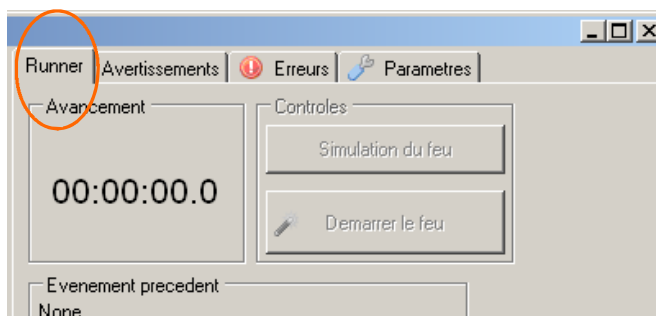 Runner Avertissements Erreurs Parametres
Avancement
00:00:00.0
Controles
Simulation du feu
Demarrer le feu
Evenement precedent
None